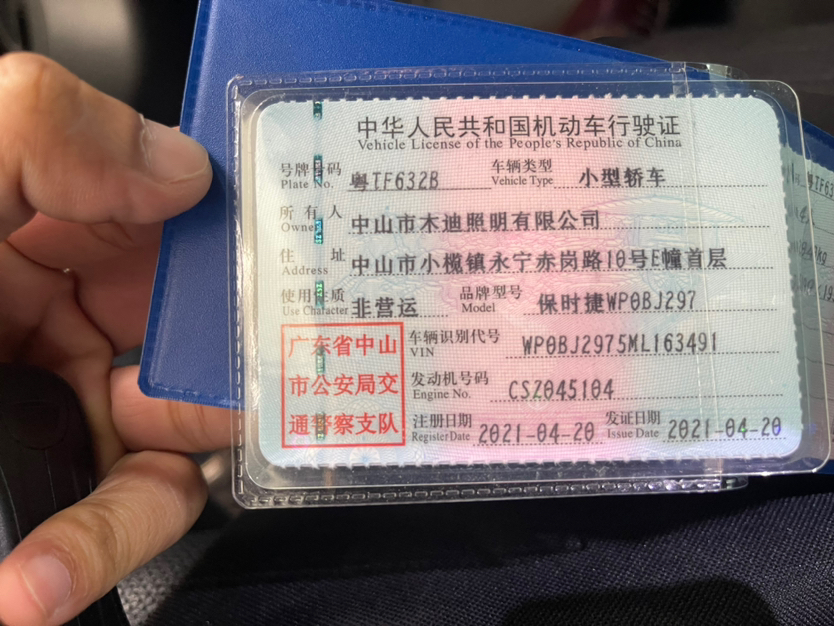 中华人民共和国机动车行驶证
Vehicle License of the People's Republic of China
号牌号码 粤TF632B 车辆类型 小型轿车
Plate No. Vehicle Type
所有人 中山市木迪照明有限公司
Owner
住址 中山市小榄镇永宁赤岗路10号E幢首层
Address
使用性质 非营运 品牌型号 保时捷WP0BJ297
Use Character Model
广东省中山
市公安局交
通警察支队
车辆识别代号 WP0BJ2975ML163491
VIN
发动机号码 CSZ045104
Engine No.
注册日期 2021-04-20 发证日期 2021-04-20
Register Date Issue Date